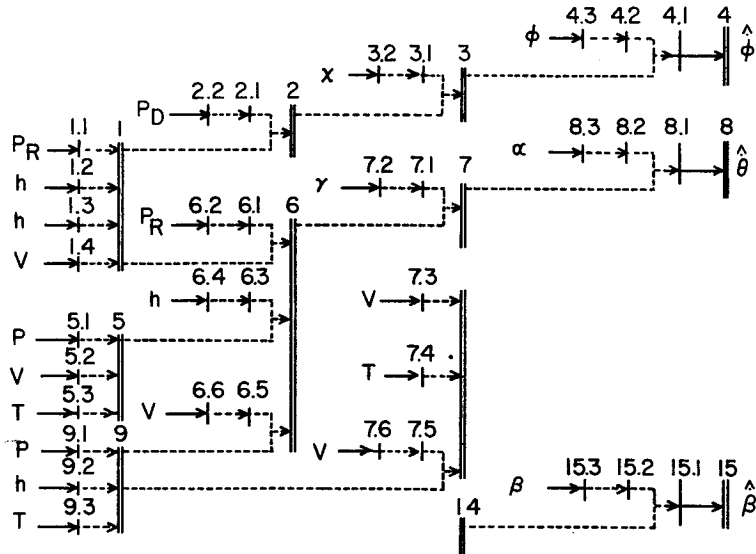 ϕ 4.3 4.2 4.1 4 ϕ̂
χ 3.2 3.1 3
P_D 2.2 2.1 2
P_R 1.1 1
h 1.2
h 1.3
V 1.4
α 8.3 8.2 8.1 8 θ̂
γ 7.2 7.1 7
P_R 6.2 6.1 6
h 6.4 6.3
V 7.3
P 5.1 5
V 5.2
T 5.3
T 7.4
V 6.6 6.5
P 9.1 9
h 9.2
T 9.3
V 7.6 7.5
β 15.3 15.2 15.1 15 β̂
14